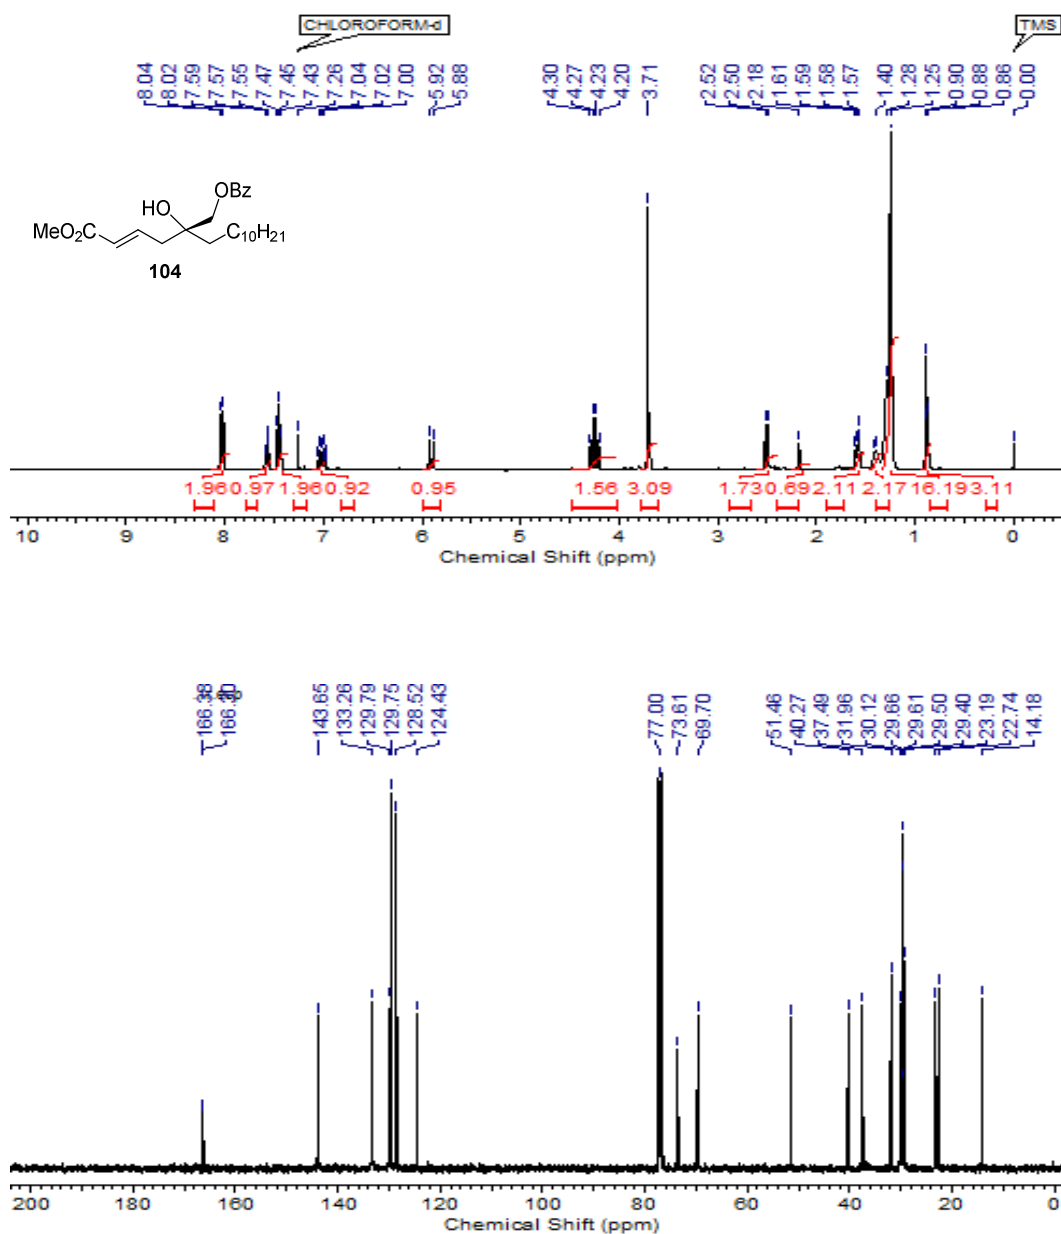 CHLOROFORM-d
TMS
8.04 8.02 7.59 7.57 7.55 7.47 7.45 7.43 7.26 7.04 7.02 7.00 5.92 5.88 4.30 4.27 4.23 4.20 3.71 2.52 2.50 2.18 1.61 1.59 1.58 1.57 1.40 1.28 1.25 0.90 0.88 0.86 0.00
OBz
HO
MeO2C
C10H21
104
1.96 0.97 1.96 0.92 0.95 1.56 3.09 1.73 0.69 2.11 2.17 16.19 3.11
10 9 8 7 6 5 4 3 2 1 0
Chemical Shift (ppm)
166.38 166.30 143.65 133.26 129.79 129.75 128.52 124.43 77.00 73.61 69.70 51.46 40.27 37.49 31.96 30.12 29.66 29.61 29.50 29.40 23.19 22.74 14.18
200 180 160 140 120 100 80 60 40 20 0
Chemical Shift (ppm)